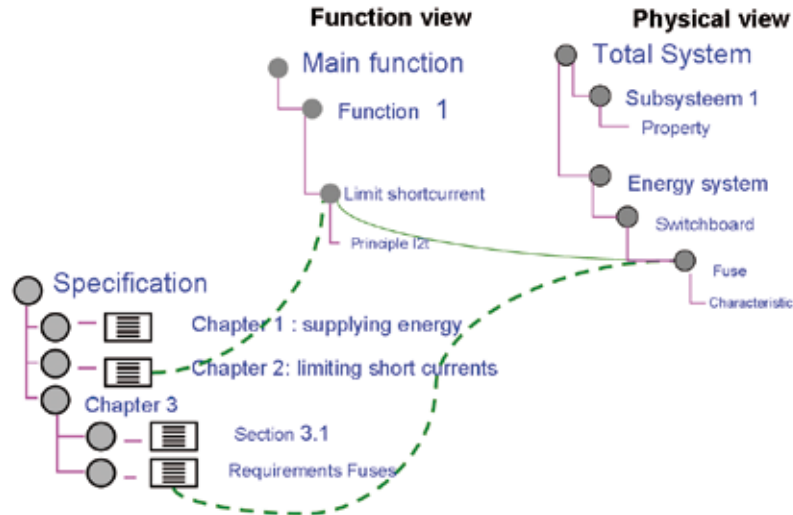 Function view
Physical view
Main function
Function 1
Limit shortcurrent
Principle I2t
Total System
Subsysteem 1
Property
Energy system
Switchboard
Fuse
Characteristic
Specification
Chapter 1 : supplying energy
Chapter 2: limiting short currents
Chapter 3
Section 3.1
Requirements Fuses